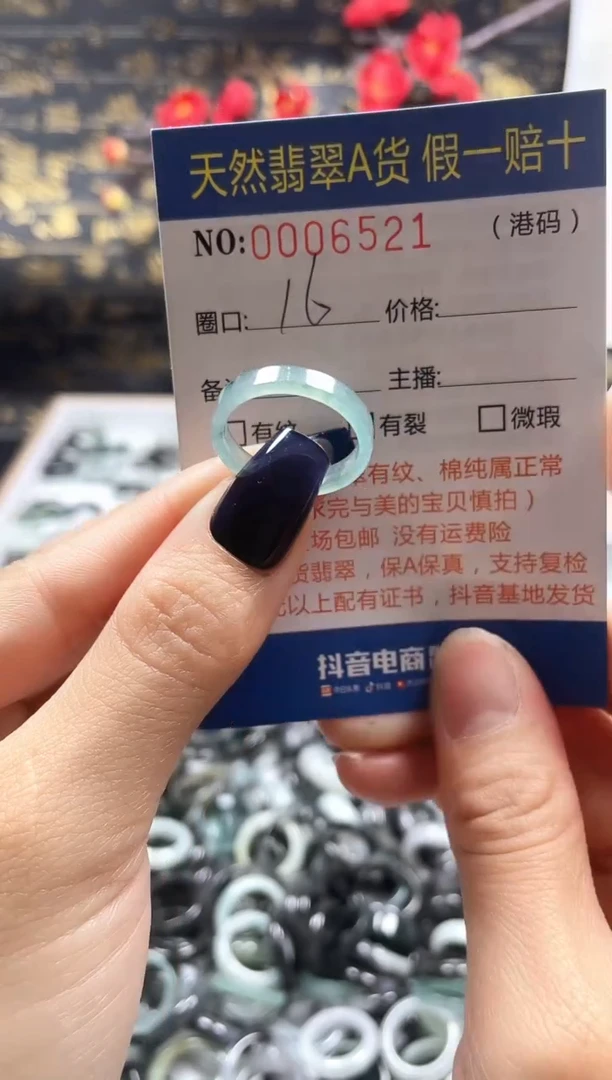 天然翡翠A货 假一赔十
NO:0006521 （港码）
圈口: 16 价格:
备 主播:
□有纹 □有裂 □微瑕
有纹、棉纯属正常
求完与美的宝贝慎拍）
场包邮 没有运费险
货翡翠，保A保真，支持复检
以上配有证书，抖音基地发货
抖音电商